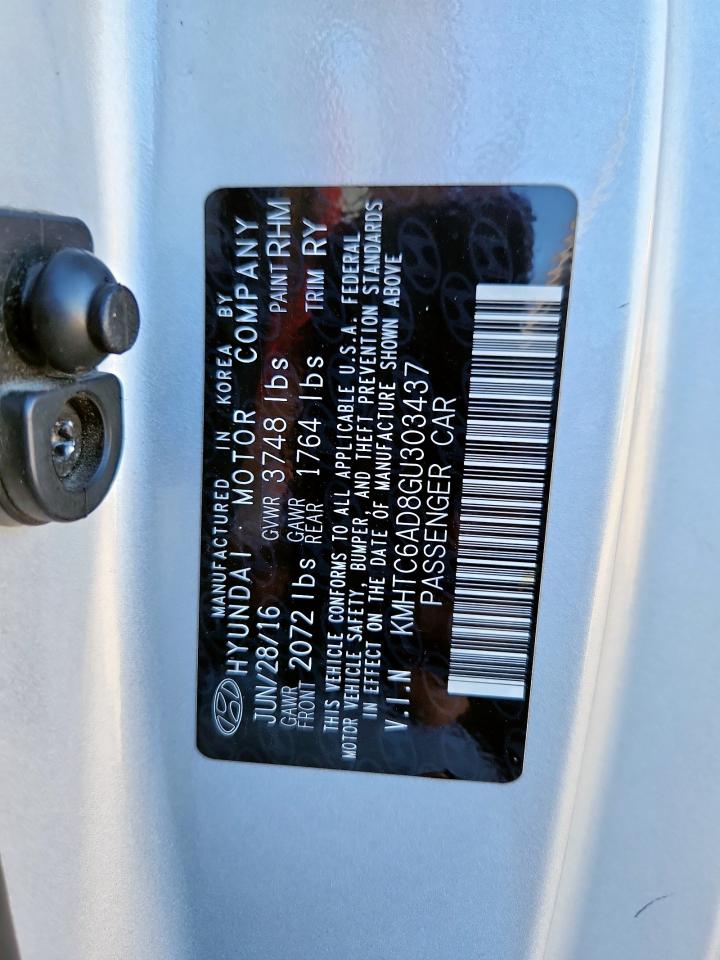 MANUFACTURED IN KOREA BY
HYUNDAI MOTOR COMPANY
JUN/28/16 GVWR 3748 lbs PAINT RHM
GAWR FRONT 2072 lbs GAWR REAR 1764 lbs TRIM RY
THIS VEHICLE CONFORMS TO ALL APPLICABLE U.S.A. FEDERAL
MOTOR VEHICLE SAFETY, BUMPER, AND THEFT PREVENTION STANDARDS
IN EFFECT ON THE DATE OF MANUFACTURE SHOWN ABOVE
V.I.N KMHTC6AD8GU303437
PASSENGER CAR